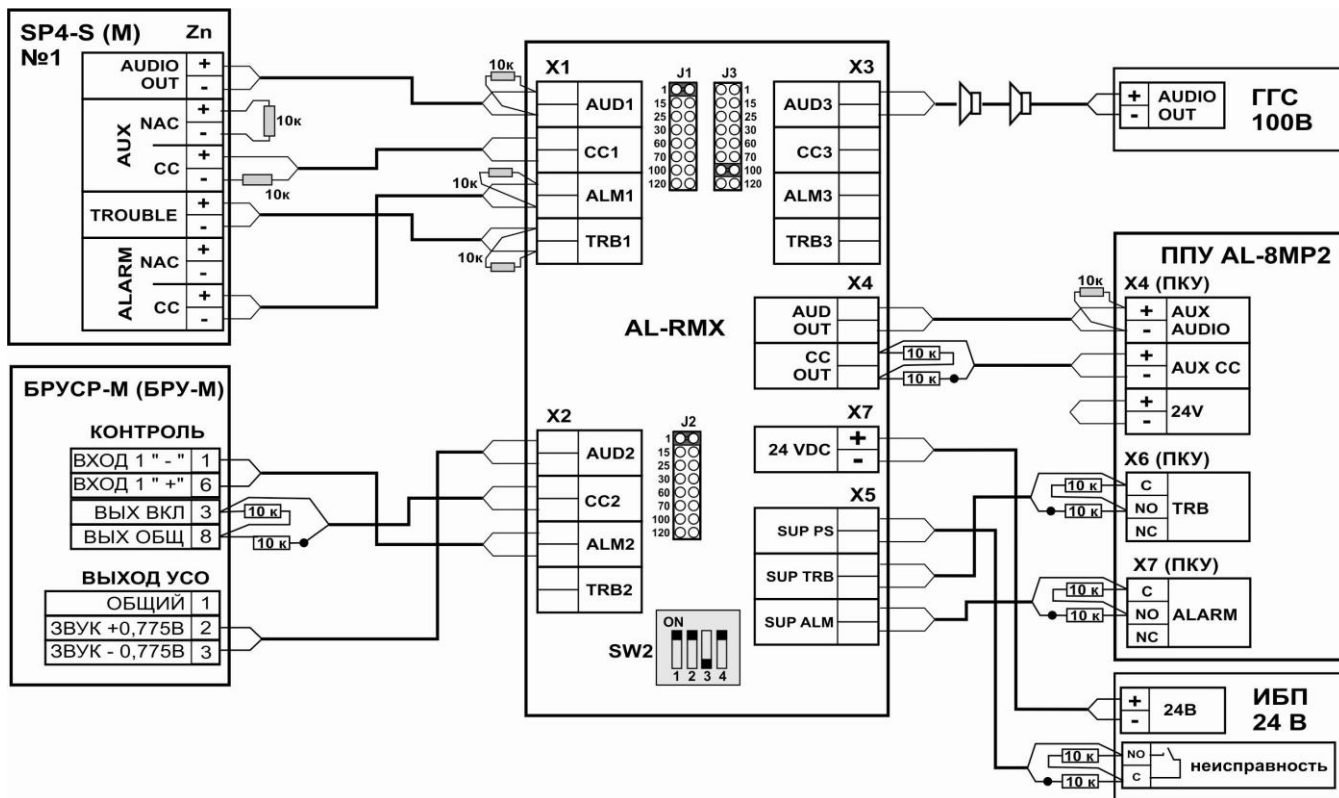 SP4-S (M)
№1
Zn
AUDIO
OUT
+
-
AUX
NAC
+
-
CC
+
-
TROUBLE
+
-
ALARM
NAC
+
-
CC
+
-
10к
10к
БРУСР-М (БРУ-М)
КОНТРОЛЬ
ВХОД 1 " - " 1
ВХОД 1 " +" 6
ВЫХ ВКЛ 3
ВЫХ ОБЩ 8
10 к
10 к
ВЫХОД УСО
ОБЩИЙ 1
ЗВУК +0,775В 2
ЗВУК - 0,775В 3
10к
10к
10к
X1
AUD1
CC1
ALM1
TRB1
J1
1
15
25
30
60
70
100
120
J3
1
15
25
30
60
70
100
120
X3
AUD3
CC3
ALM3
TRB3
AL-RMX
X4
AUD
OUT
CC
OUT
10 к
10 к
X2
AUD2
CC2
ALM2
TRB2
J2
1
15
25
30
60
70
100
120
X7
24 VDC
+
-
X5
SUP PS
SUP TRB
SUP ALM
SW2
ON
1 2 3 4
+
-
AUDIO
OUT
ГГС
100В
ППУ AL-8MP2
X4 (ПКУ)
10к
+
-
AUX
AUDIO
+
-
AUX CC
+
-
24V
X6 (ПКУ)
10 к
10 к
C
NO
NC
TRB
X7 (ПКУ)
10 к
10 к
C
NO
NC
ALARM
+
-
24В
ИБП
24 В
10 к
10 к
NO
C
неисправность